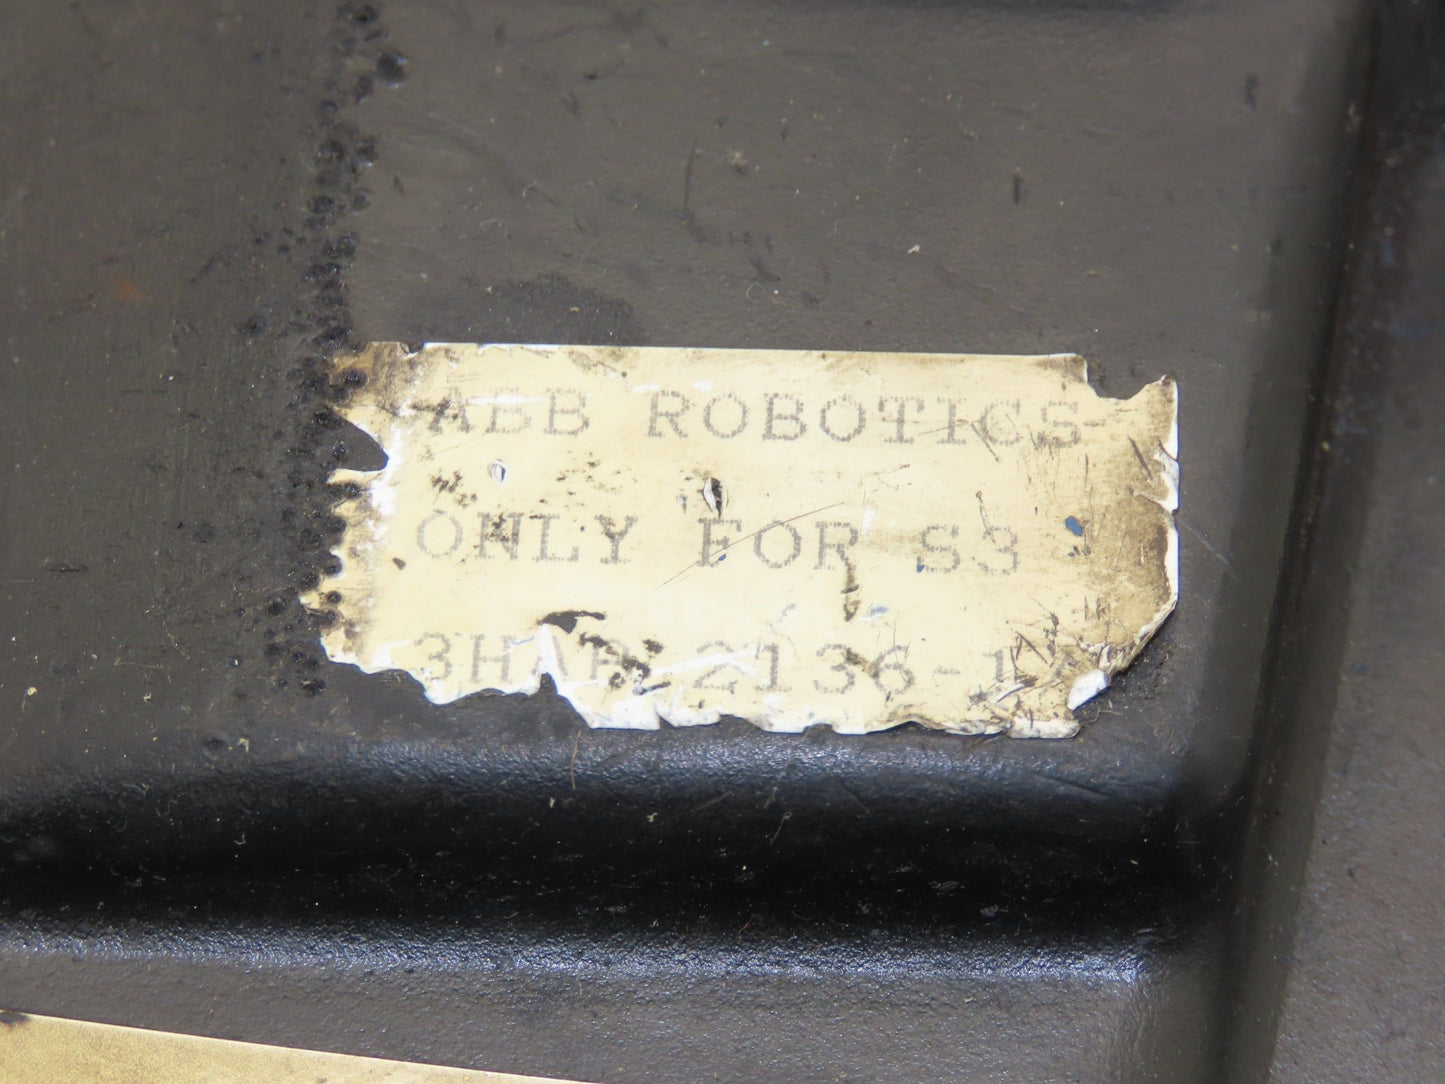 ABB ROBOTICS
ONLY FOR S3
3HAB 2136-1